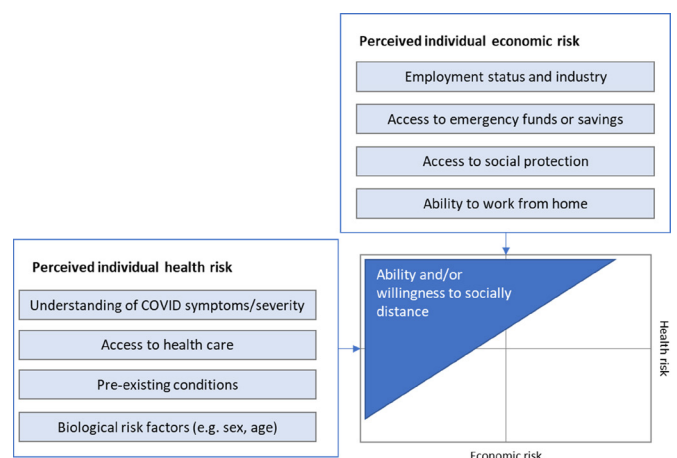 Perceived individual economic risk
Employment status and industry
Access to emergency funds or savings
Access to social protection
Ability to work from home
Perceived individual health risk
Understanding of COVID symptoms/severity
Access to health care
Pre-existing conditions
Biological risk factors (e.g. sex, age)
Ability and/or
willingness to socially
distance
Health risk
Economic risk